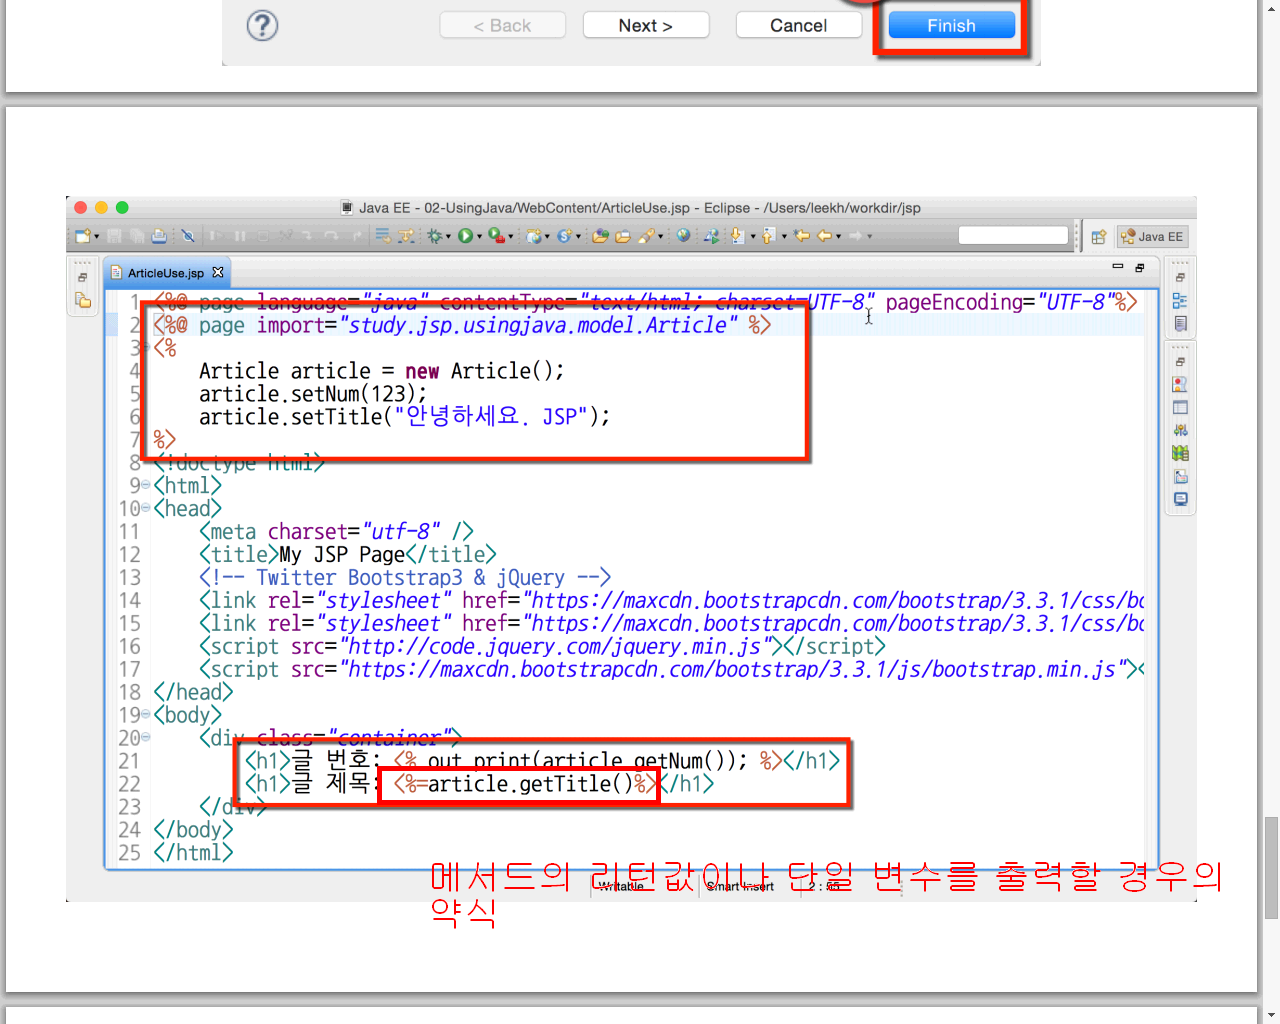 < Back Next > Cancel Finish
Java EE - 02-UsingJava/WebContent/ArticleUse.jsp - Eclipse - /Users/leekh/workdir/jsp
Java EE
ArticleUse.jsp
1 <%@ page language="java" contentType="text/html; charset=UTF-8" pageEncoding="UTF-8"%>
2 <%@ page import="study.jsp.usingjava.model.Article" %>
3 <%
4 Article article = new Article();
5 article.setNum(123);
6 article.setTitle("안녕하세요. JSP");
7 %>
8 <!doctype html>
9 <html>
10 <head>
11 <meta charset="utf-8" />
12 <title>My JSP Page</title>
13 <!-- Twitter Bootstrap3 & jQuery -->
14 <link rel="stylesheet" href="https://maxcdn.bootstrapcdn.com/bootstrap/3.3.1/css/bo
15 <link rel="stylesheet" href="https://maxcdn.bootstrapcdn.com/bootstrap/3.3.1/css/bo
16 <script src="http://code.jquery.com/jquery.min.js"></script>
17 <script src="https://maxcdn.bootstrapcdn.com/bootstrap/3.3.1/js/bootstrap.min.js"><
18 </head>
19 <body>
20 <div class="container">
21 <h1>글 번호: <% out.print(article.getNum()); %></h1>
22 <h1>글 제목: <%=article.getTitle()%></h1>
23 </div>
24 </body>
25 </html>
메서드의 리턴값이나 단일 변수를 출력할 경우의
약식
Writable Smart Insert